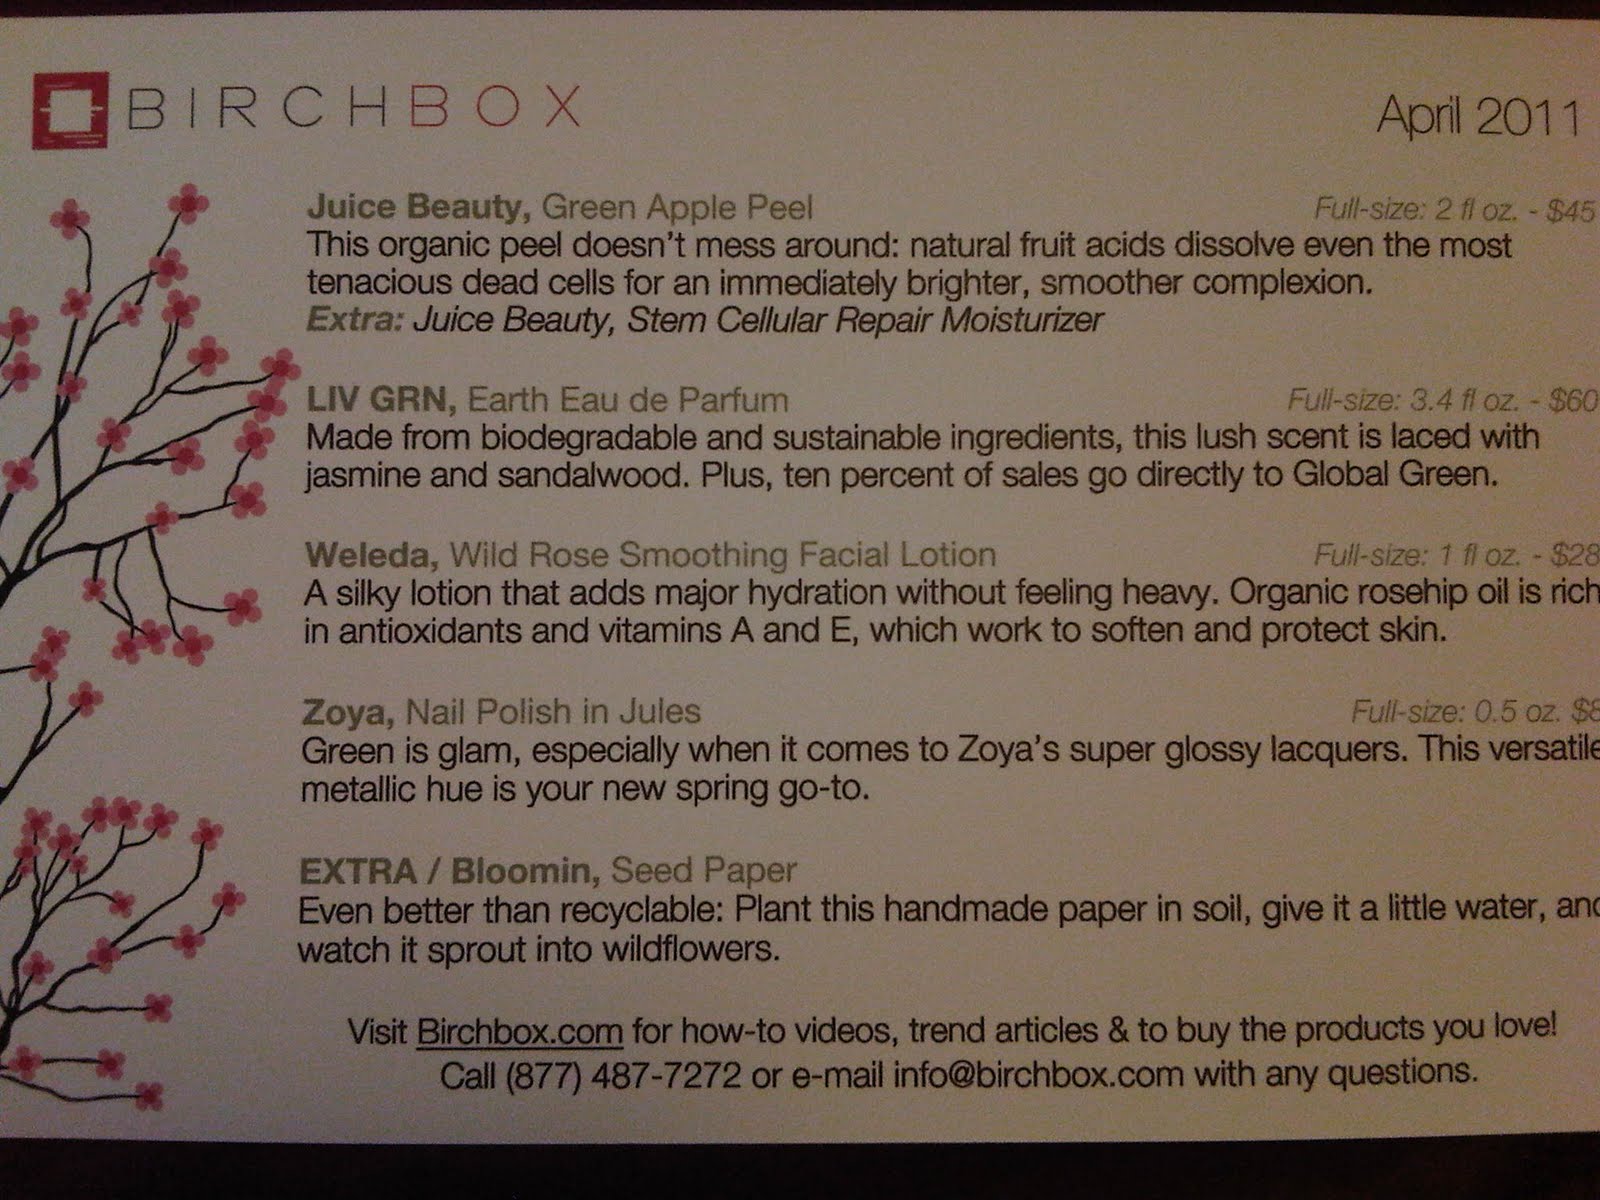 BIRCHBOX
April 2011
Juice Beauty, Green Apple Peel Full-size: 2 fl oz. - $45
This organic peel doesn't mess around: natural fruit acids dissolve even the most
tenacious dead cells for an immediately brighter, smoother complexion.
Extra: Juice Beauty, Stem Cellular Repair Moisturizer
LIV GRN, Earth Eau de Parfum Full-size: 3.4 fl oz. - $60
Made from biodegradable and sustainable ingredients, this lush scent is laced with
jasmine and sandalwood. Plus, ten percent of sales go directly to Global Green.
Weleda, Wild Rose Smoothing Facial Lotion Full-size: 1 fl oz. - $28
A silky lotion that adds major hydration without feeling heavy. Organic rosehip oil is rich
in antioxidants and vitamins A and E, which work to soften and protect skin.
Zoya, Nail Polish in Jules Full-size: 0.5 oz. $8
Green is glam, especially when it comes to Zoya's super glossy lacquers. This versatile
metallic hue is your new spring go-to.
EXTRA / Bloomin, Seed Paper
Even better than recyclable: Plant this handmade paper in soil, give it a little water, and
watch it sprout into wildflowers.
Visit Birchbox.com for how-to videos, trend articles & to buy the products you love!
Call (877) 487-7272 or e-mail info@birchbox.com with any questions.